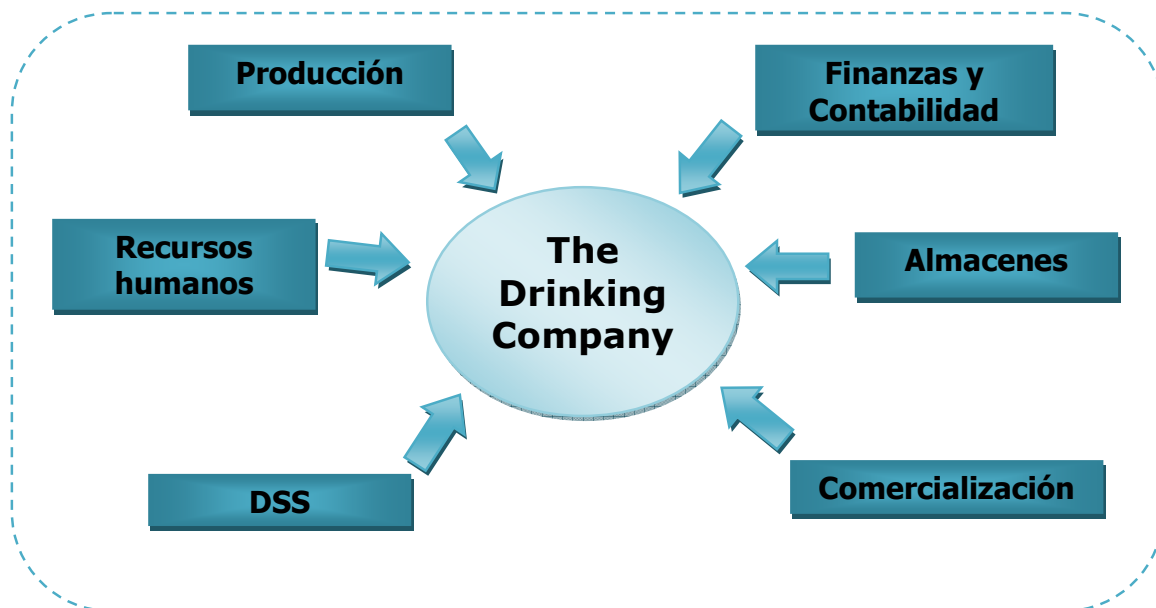 Producción
Finanzas y
Contabilidad
Recursos
humanos
The
Drinking
Company
Almacenes
DSS
Comercialización